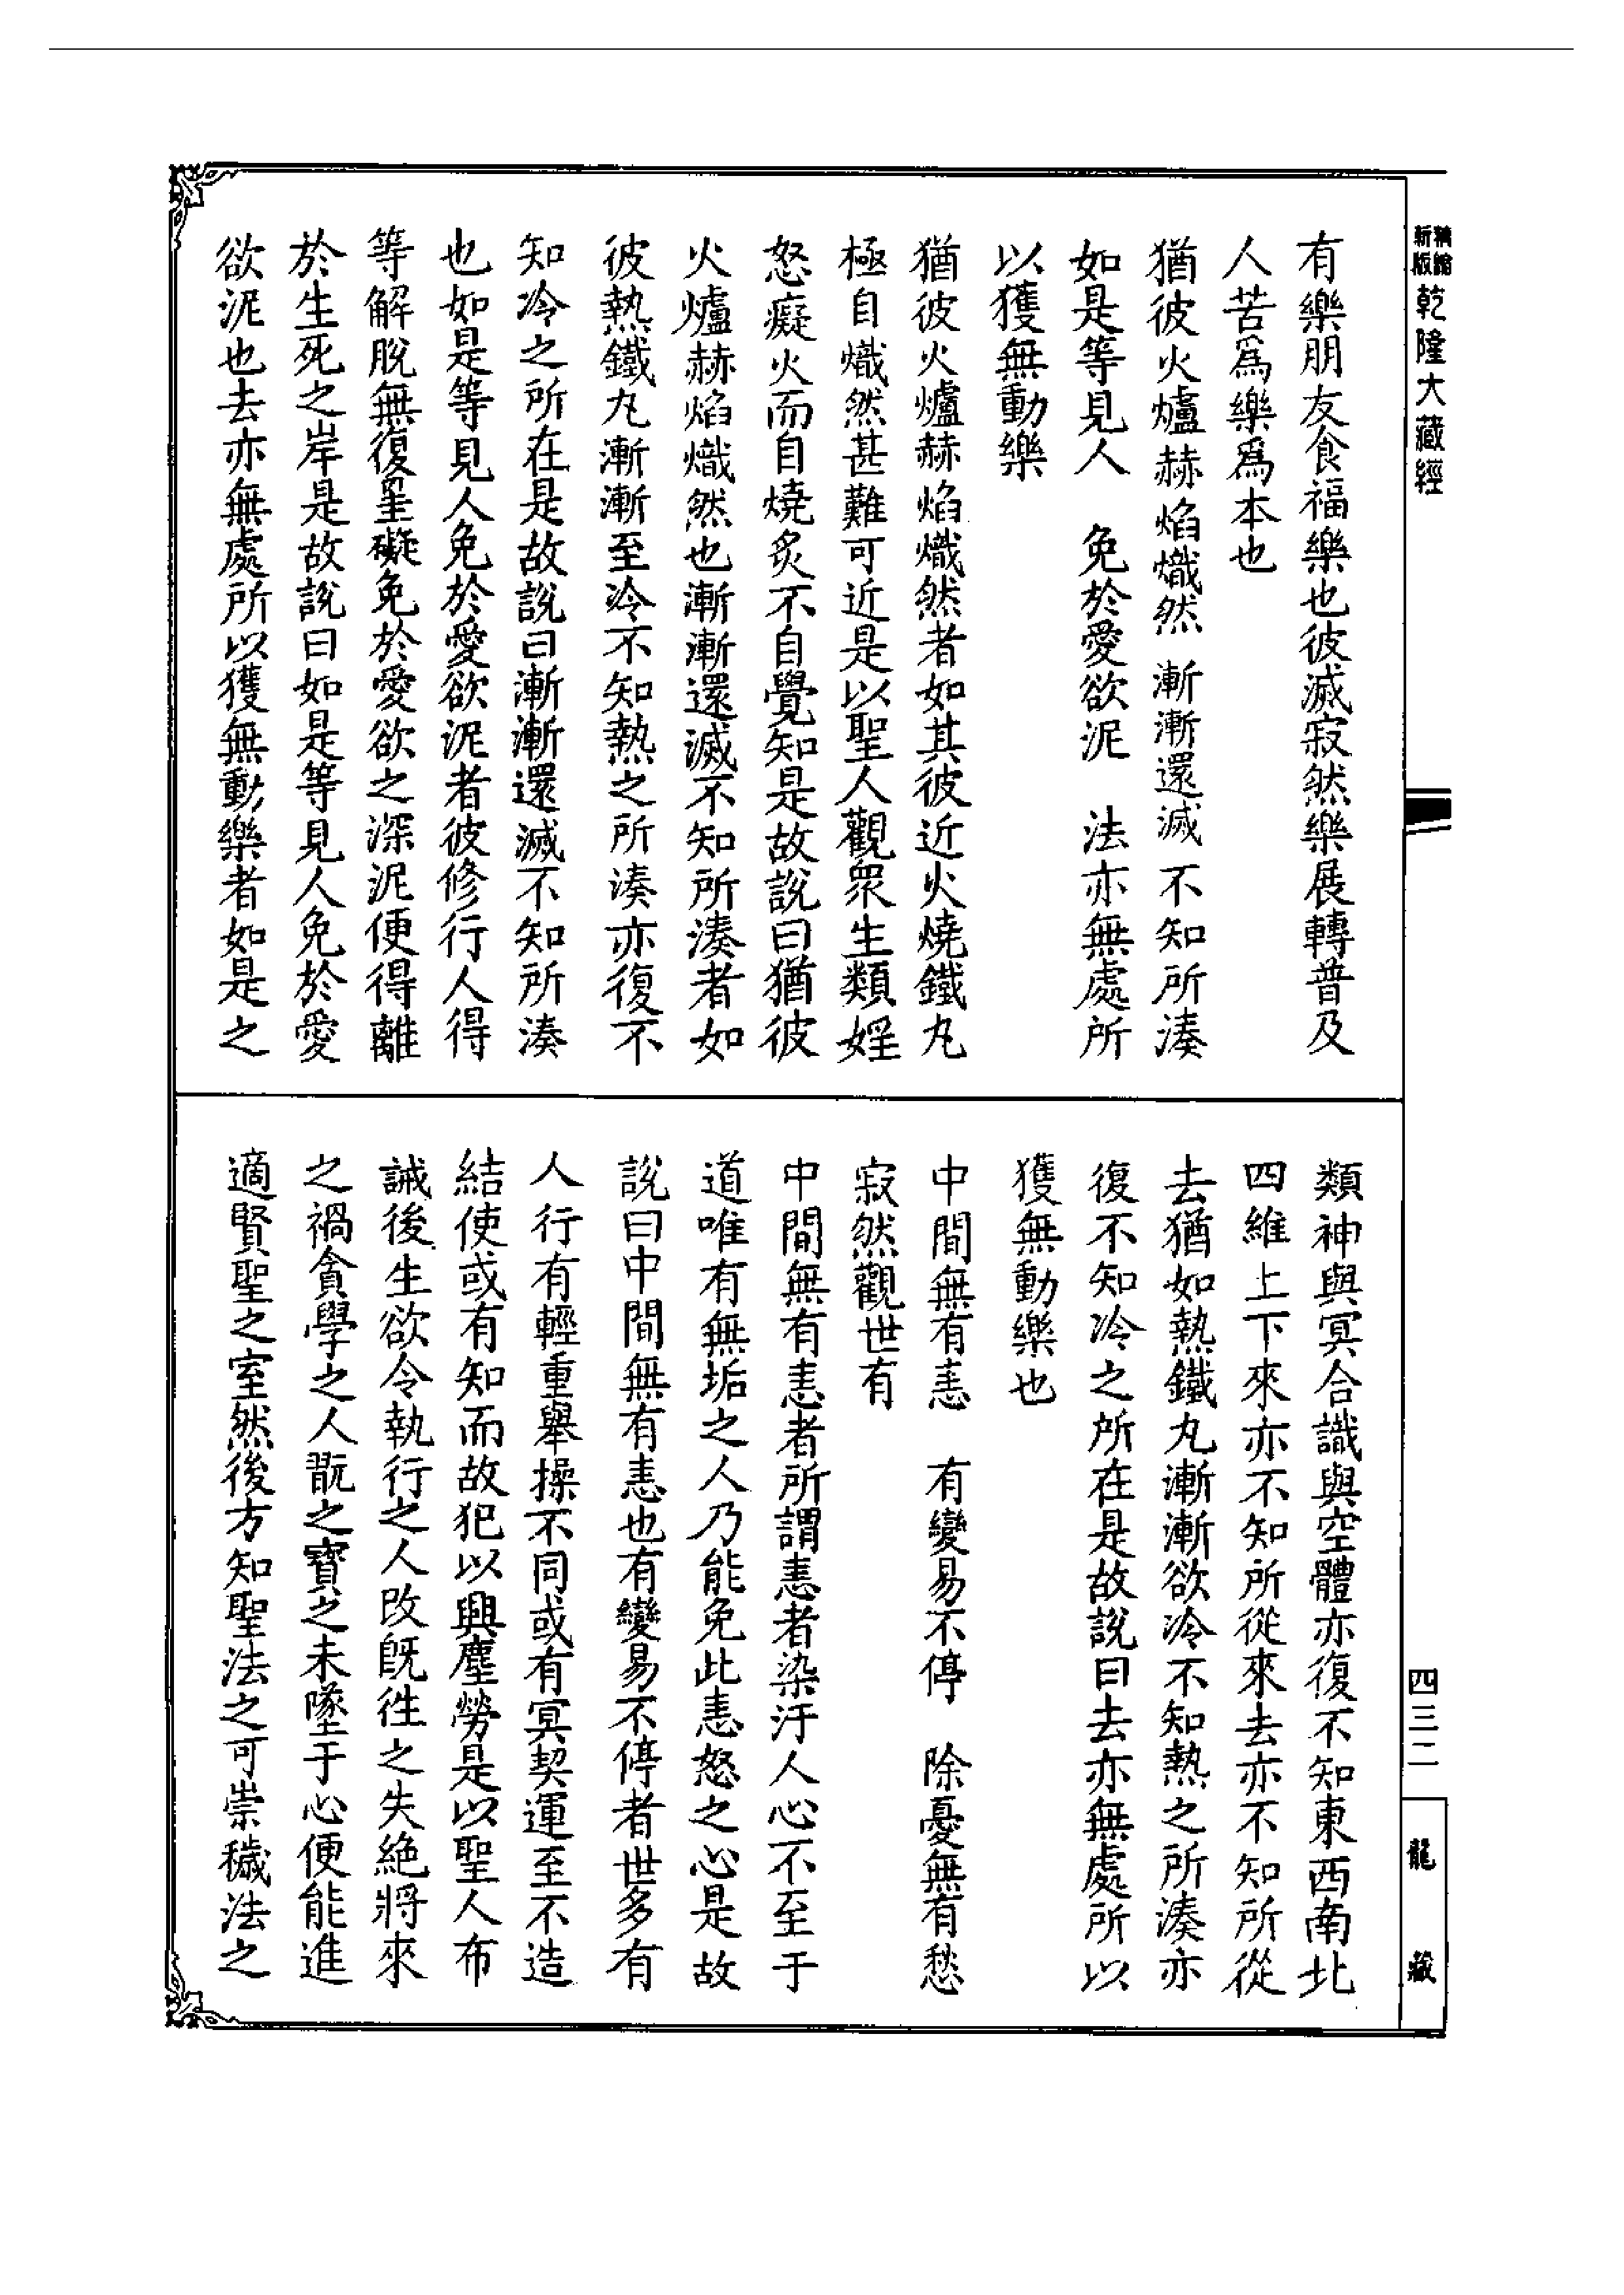 新版精縮乾隆大藏經
有樂朋友食福樂也彼滅寂然樂展轉普及
人苦爲樂爲本也
猶彼火爐赫焰熾然　漸漸還滅　不知所湊
如是等見人　免於愛欲泥　法亦無處所
以獲無動樂
猶彼火爐赫焰熾然者如其彼近火燒鐵丸
極自熾然甚難可近是以聖人觀衆生類婬
怒癡火而自燒炙不自覺知是故說曰猶彼
火爐赫焰熾然也漸漸還滅不知所湊者如
彼熱鐵丸漸漸至冷不知熱之所湊亦復不
知冷之所在是故說曰漸漸還滅不知所湊
也如是等見人免於愛欲泥者彼修行人得
等解脫無復罣礙免於愛欲之深泥便得離
於生死之岸是故說曰如是等見人免於愛
欲泥也去亦無處所以獲無動樂者如是之
類神與冥合識與空體亦復不知東西南北
四維上下來亦不知所從來去亦不知所從
去猶如熱鐵丸漸漸欲冷不知熱之所湊亦
復不知冷之所在是故說曰去亦無處所以
獲無動樂也
中間無有恚　有變易不停　除憂無有愁
寂然觀世有
中間無有恚者所謂恚者染汙人心不至于
道唯有無垢之人乃能免此恚怒之心是故
說曰中間無有恚也有變易不停者世多有
人行有輕重舉操不同或有冥契運至不造
結使或有知而故犯以興塵勞是以聖人布
誡後生欲令執行之人改旣往之失絶將來
之禍貪學之人翫之寶之未墜于心便能進
適賢聖之室然後方知聖法之可崇穢法之
四三二
龍藏